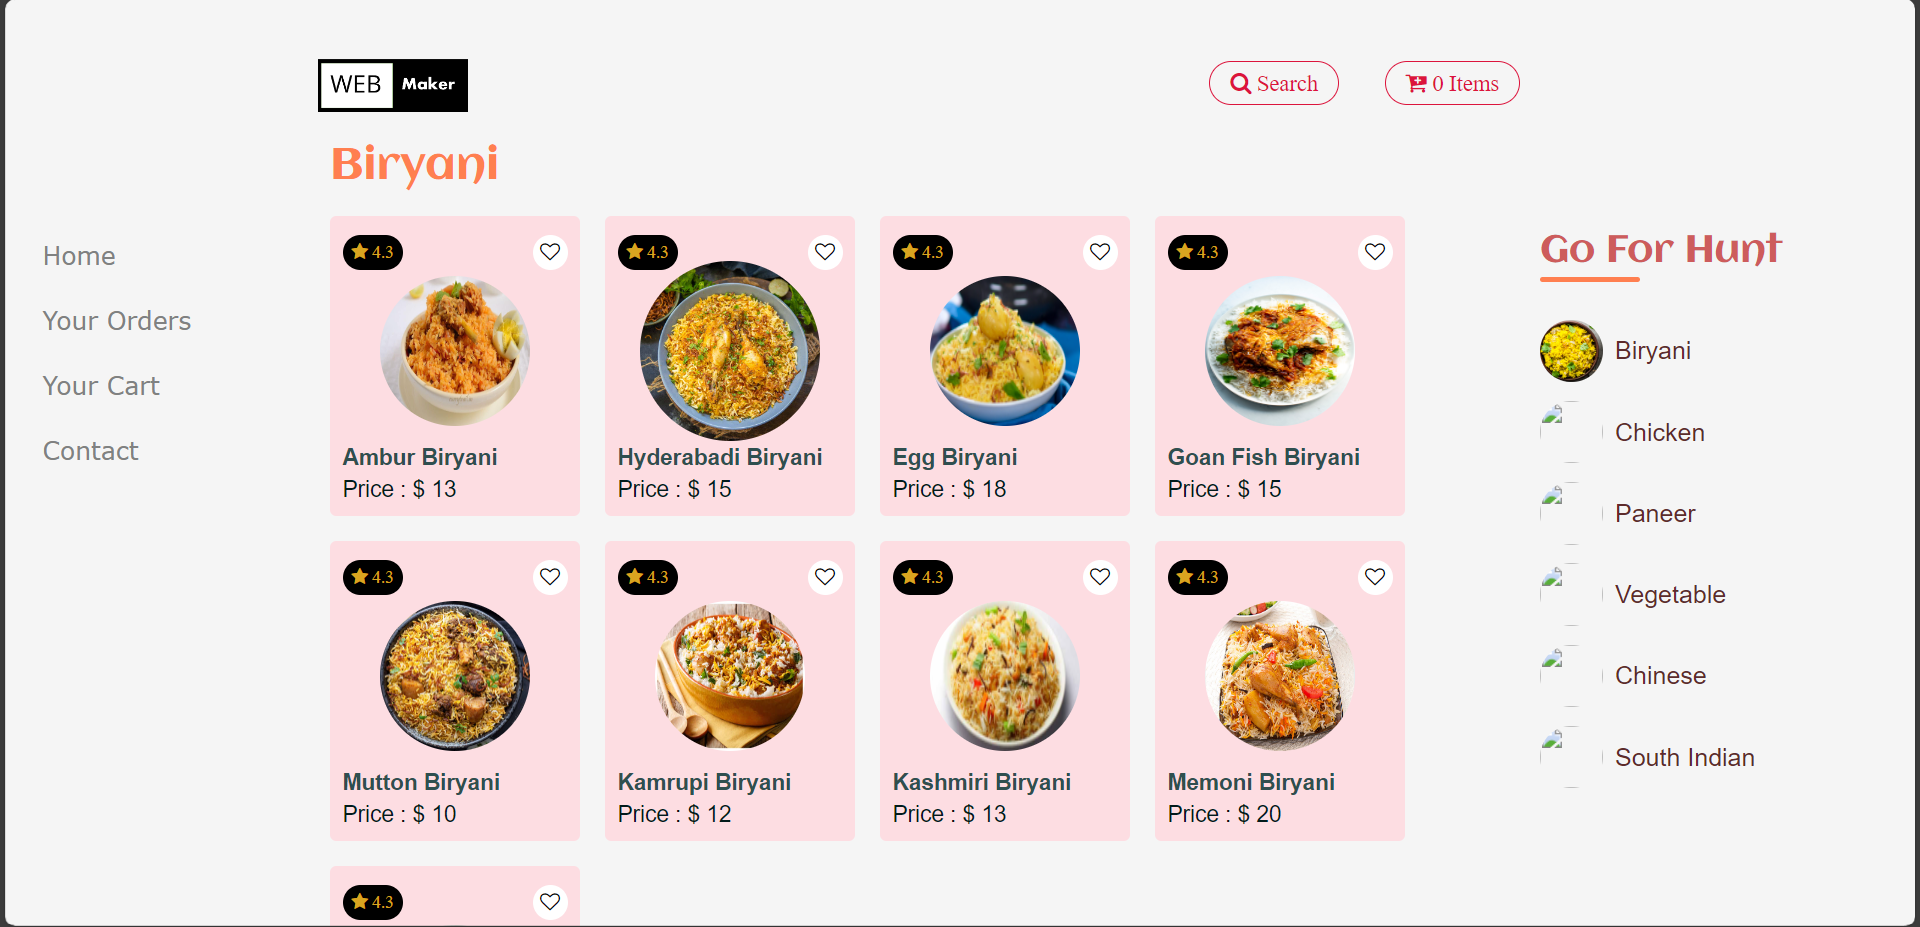 WEB Maker
Search
0 Items
Biryani
Home
Your Orders
Your Cart
Contact
4.3
4.3
4.3
4.3
Ambur Biryani
Price : $ 13
Hyderabadi Biryani
Price : $ 15
Egg Biryani
Price : $ 18
Goan Fish Biryani
Price : $ 15
4.3
4.3
4.3
4.3
Mutton Biryani
Price : $ 10
Kamrupi Biryani
Price : $ 12
Kashmiri Biryani
Price : $ 13
Memoni Biryani
Price : $ 20
4.3
Go For Hunt
Biryani
Chicken
Paneer
Vegetable
Chinese
South Indian